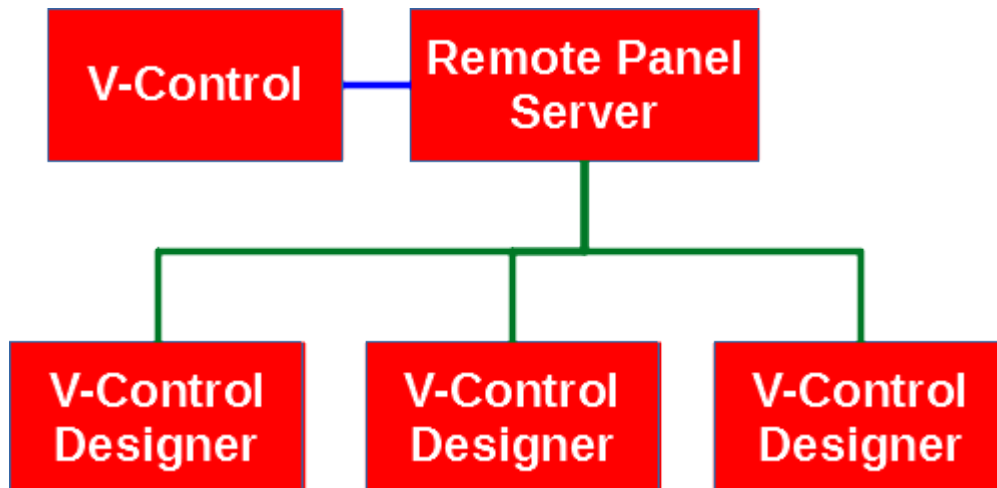 V-Control
Remote Panel
Server
V-Control
Designer
V-Control
Designer
V-Control
Designer